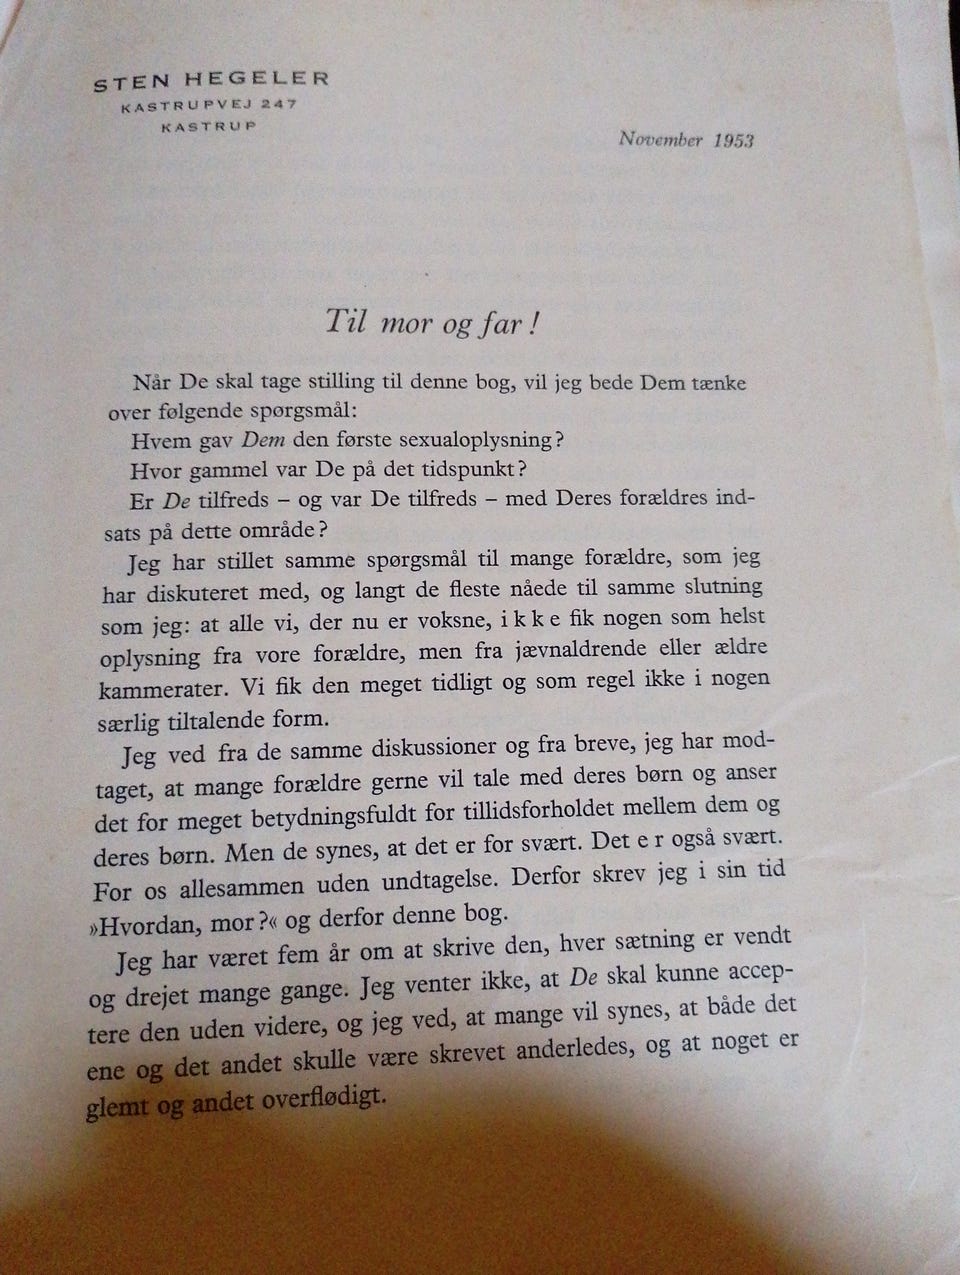 STEN HEGELER
KASTRUPVEJ 247
KASTRUP
November 1953
Til mor og far!
Når De skal tage stilling til denne bog, vil jeg bede Dem tænke
over følgende spørgsmål:
Hvem gav Dem den første sexualoplysning?
Hvor gammel var De på det tidspunkt?
Er De tilfreds – og var De tilfreds – med Deres forældres ind-
sats på dette område?
Jeg har stillet samme spørgsmål til mange forældre, som jeg
har diskuteret med, og langt de fleste nåede til samme slutning
som jeg: at alle vi, der nu er voksne, i k k e fik nogen som helst
oplysning fra vore forældre, men fra jævnaldrende eller ældre
kammerater. Vi fik den meget tidligt og som regel ikke i nogen
særlig tiltalende form.
Jeg ved fra de samme diskussioner og fra breve, jeg har mod-
taget, at mange forældre gerne vil tale med deres børn og anser
det for meget betydningsfuldt for tillidsforholdet mellem dem og
deres børn. Men de synes, at det er for svært. Det e r også svært.
For os allesammen uden undtagelse. Derfor skrev jeg i sin tid
»Hvordan, mor?« og derfor denne bog.
Jeg har været fem år om at skrive den, hver sætning er vendt
og drejet mange gange. Jeg venter ikke, at De skal kunne accep-
tere den uden videre, og jeg ved, at mange vil synes, at både det
ene og det andet skulle være skrevet anderledes, og at noget er
glemt og andet overflødigt.